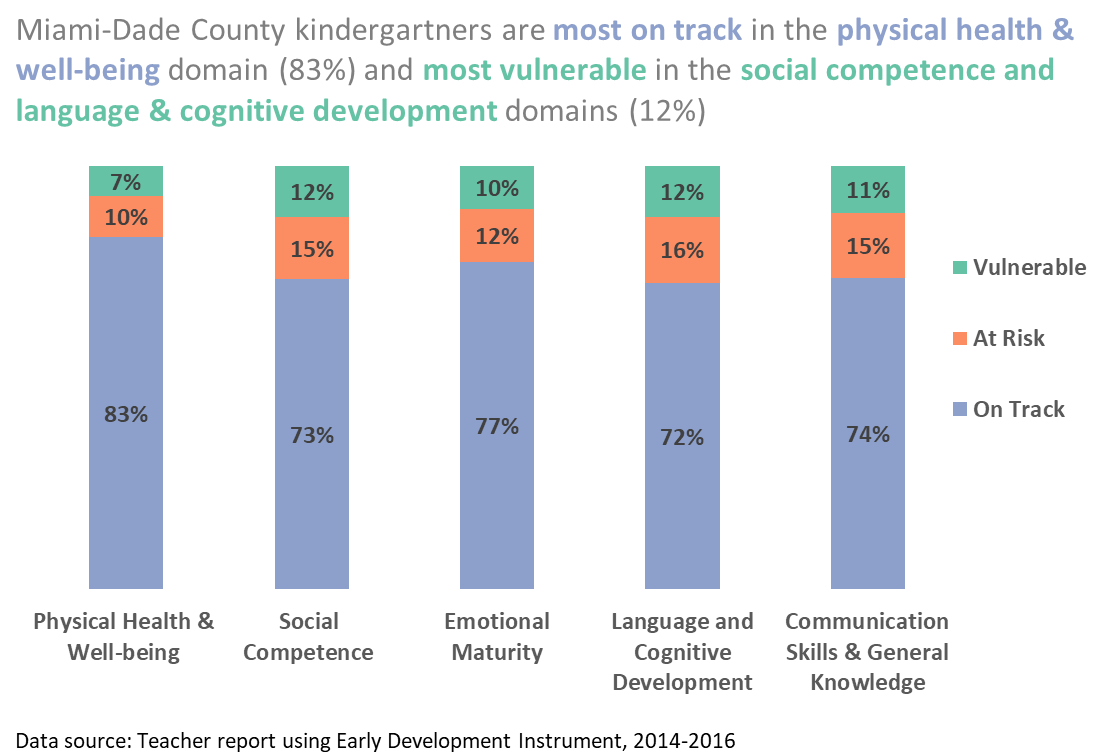 Miami-Dade County kindergartners are most on track in the physical health &
well-being domain (83%) and most vulnerable in the social competence and
language & cognitive development domains (12%)
7%
12%
10%
12%
11%
10%
15%
12%
16%
15%
83%
73%
77%
72%
74%
Vulnerable
At Risk
On Track
Physical Health &
Well-being
Social
Competence
Emotional
Maturity
Language and
Cognitive
Development
Communication
Skills & General
Knowledge
Data source: Teacher report using Early Development Instrument, 2014-2016